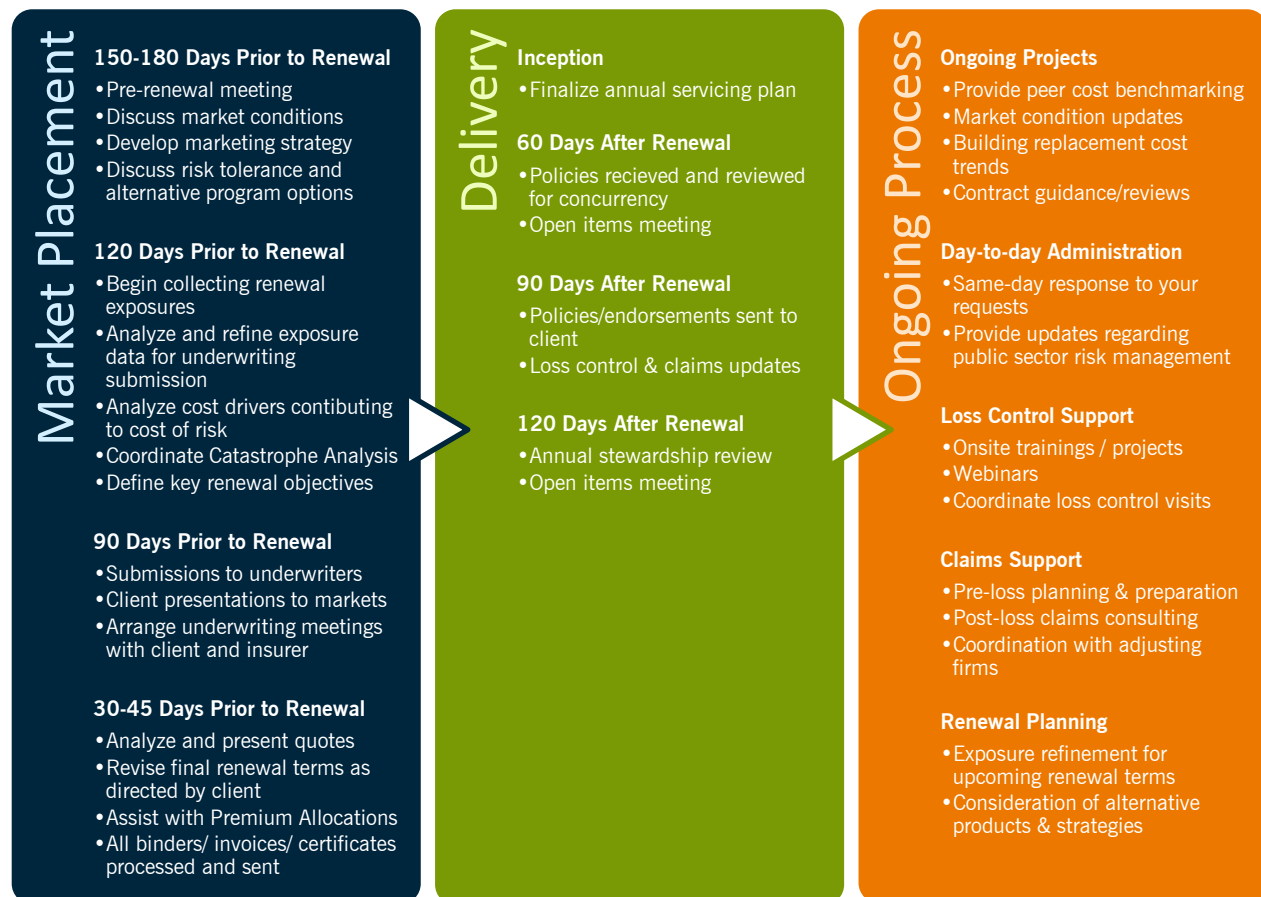 Market Placement
150-180 Days Prior to Renewal
•Pre-renewal meeting
•Discuss market conditions
•Develop marketing strategy
•Discuss risk tolerance and
alternative program options
120 Days Prior to Renewal
•Begin collecting renewal
exposures
•Analyze and refine exposure
data for underwriting
submission
•Analyze cost drivers contibuting
to cost of risk
•Coordinate Catastrophe Analysis
•Define key renewal objectives
90 Days Prior to Renewal
•Submissions to underwriters
•Client presentations to markets
•Arrange underwriting meetings
with client and insurer
30-45 Days Prior to Renewal
•Analyze and present quotes
•Revise final renewal terms as
directed by client
•Assist with Premium Allocations
•All binders/ invoices/ certificates
processed and sent
Delivery
Inception
•Finalize annual servicing plan
60 Days After Renewal
•Policies recieved and reviewed
for concurrency
•Open items meeting
90 Days After Renewal
•Policies/endorsements sent to
client
•Loss control & claims updates
120 Days After Renewal
•Annual stewardship review
•Open items meeting
Ongoing Process
Ongoing Projects
•Provide peer cost benchmarking
•Market condition updates
•Building replacement cost
trends
•Contract guidance/reviews
Day-to-day Administration
•Same-day response to your
requests
•Provide updates regarding
public sector risk management
Loss Control Support
•Onsite trainings / projects
•Webinars
•Coordinate loss control visits
Claims Support
•Pre-loss planning & preparation
•Post-loss claims consulting
•Coordination with adjusting
firms
Renewal Planning
•Exposure refinement for
upcoming renewal terms
•Consideration of alternative
products & strategies